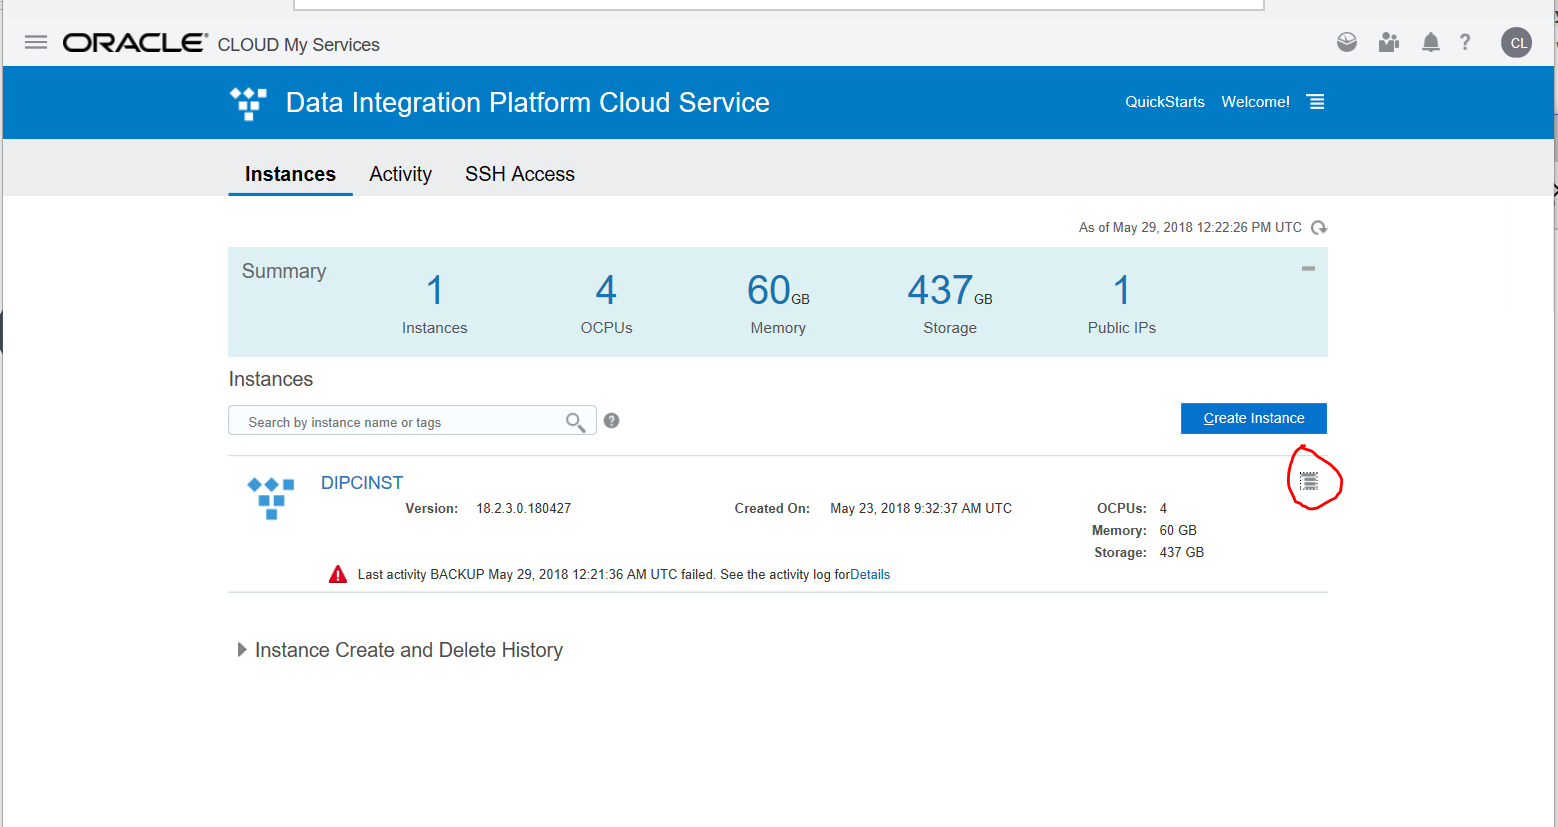 ORACLE® CLOUD My Services
CL
Data Integration Platform Cloud Service
QuickStarts Welcome!
Instances Activity SSH Access
As of May 29, 2018 12:22:26 PM UTC
Summary
1 4 60GB 437GB 1
Instances OCPUs Memory Storage Public IPs
Instances
Search by instance name or tags
Create Instance
DIPCINST
Version: 18.2.3.0.180427 Created On: May 23, 2018 9:32:37 AM UTC OCPUs: 4
Memory: 60 GB
Storage: 437 GB
Last activity BACKUP May 29, 2018 12:21:36 AM UTC failed. See the activity log forDetails
Instance Create and Delete History